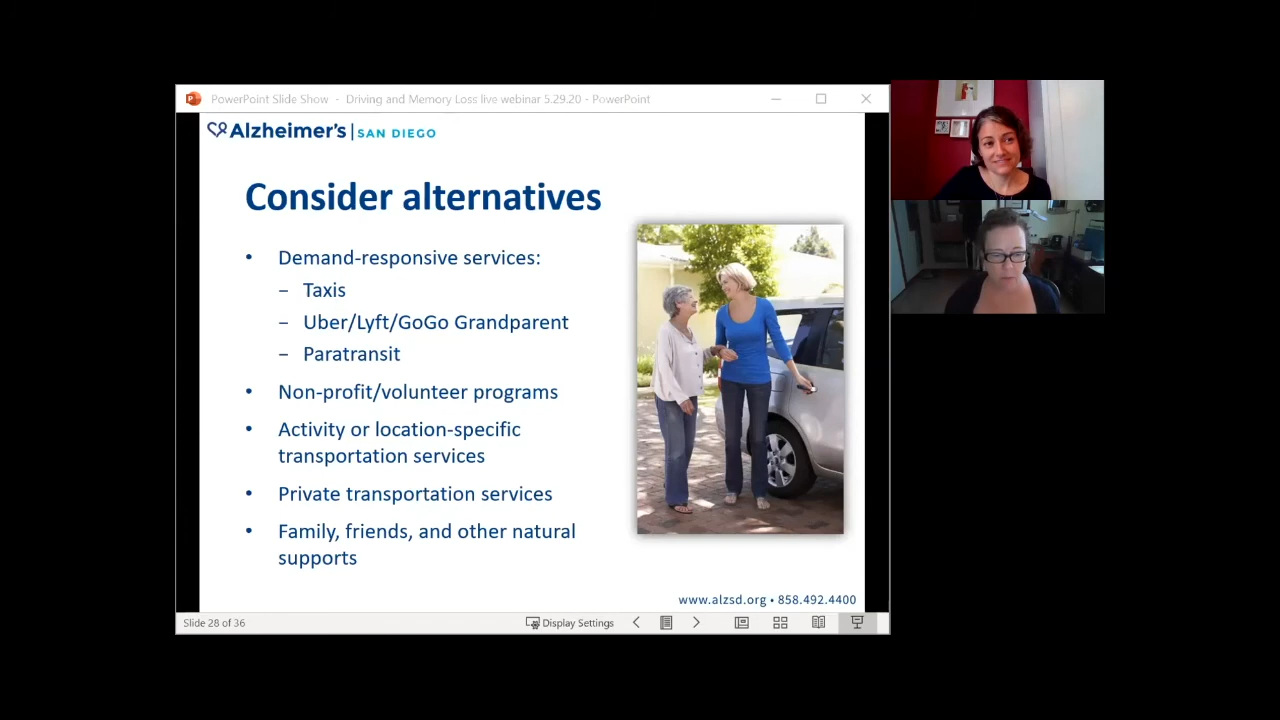 PowerPoint Slide Show - Driving and Memory Loss live webinar 5.29.20 - PowerPoint
Alzheimer's | SAN DIEGO
Consider alternatives
• Demand-responsive services:
– Taxis
– Uber/Lyft/GoGo Grandparent
– Paratransit
• Non-profit/volunteer programs
• Activity or location-specific
transportation services
• Private transportation services
• Family, friends, and other natural
supports
www.alzsd.org • 858.492.4400
Slide 28 of 36
Display Settings